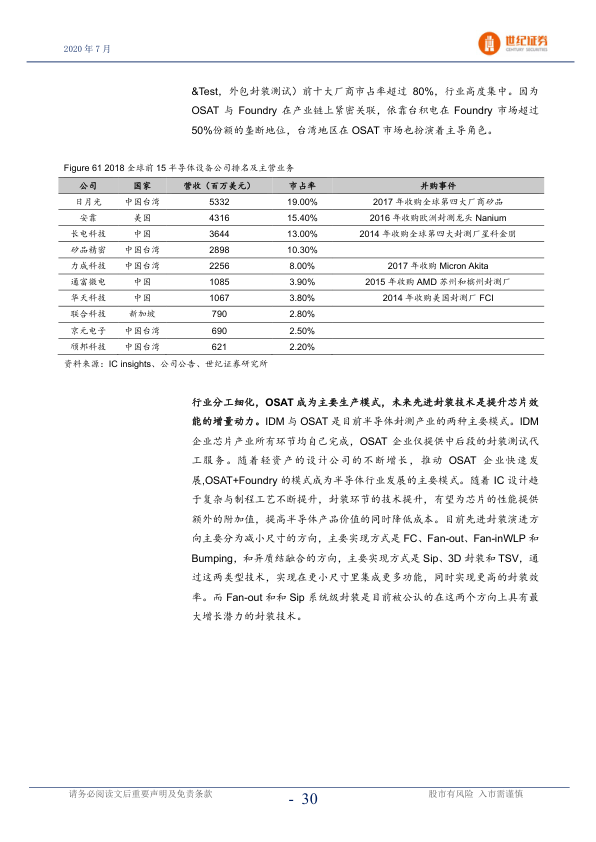 2020 年 7 月
世纪证券
CENTURY SECURITIES
&Test，外包封装测试）前十大厂商市占率超过 80%，行业高度集中。因为
OSAT 与 Foundry 在产业链上紧密关联，依靠台积电在 Foundry 市场超过
50%份额的垄断地位，台湾地区在 OSAT 市场也扮演着主导角色。
Figure 61 2018 全球前 15 半导体设备公司排名及主营业务
公司 国家 营收（百万美元） 市占率 并购事件
日月光 中国台湾 5332 19.00% 2017 年收购全球第四大厂商矽品
安靠 美国 4316 15.40% 2016 年收购欧洲封测龙头 Nanium
长电科技 中国 3644 13.00% 2014 年收购全球第四大封测厂星科金朋
矽品精密 中国台湾 2898 10.30%
力成科技 中国台湾 2256 8.00% 2017 年收购 Micron Akita
通富微电 中国 1085 3.90% 2015 年收购 AMD 苏州和槟州封测厂
华天科技 中国 1067 3.80% 2014 年收购美国封测厂 FCI
联合科技 新加坡 790 2.80%
京元电子 中国台湾 690 2.50%
颀邦科技 中国台湾 621 2.20%
资料来源：IC insights、公司公告、世纪证券研究所
行业分工细化，OSAT 成为主要生产模式，未来先进封装技术是提升芯片效
能的增量动力。IDM 与 OSAT 是目前半导体封测产业的两种主要模式。IDM
企业芯片产业所有环节均自己完成，OSAT 企业仅提供中后段的封装测试代
工服务。随着轻资产的设计公司的不断增长，推动 OSAT 企业快速发
展,OSAT+Foundry 的模式成为半导体行业发展的主要模式。随着 IC 设计趋
于复杂与制程工艺不断提升，封装环节的技术提升，有望为芯片的性能提供
额外的附加值，提高半导体产品价值的同时降低成本。目前先进封装演进方
向主要分为减小尺寸的方向，主要实现方式是 FC、Fan-out、Fan-inWLP 和
Bumping，和异质结融合的方向，主要实现方式是 Sip、3D 封装和 TSV，通
过这两类型技术，实现在更小尺寸里集成更多功能，同时实现更高的封装效
率。而 Fan-out 和和 Sip 系统级封装是目前被公认的在这两个方向上具有最
大增长潜力的封装技术。
请务必阅读文后重要声明及免责条款
- 30
股市有风险 入市需谨慎